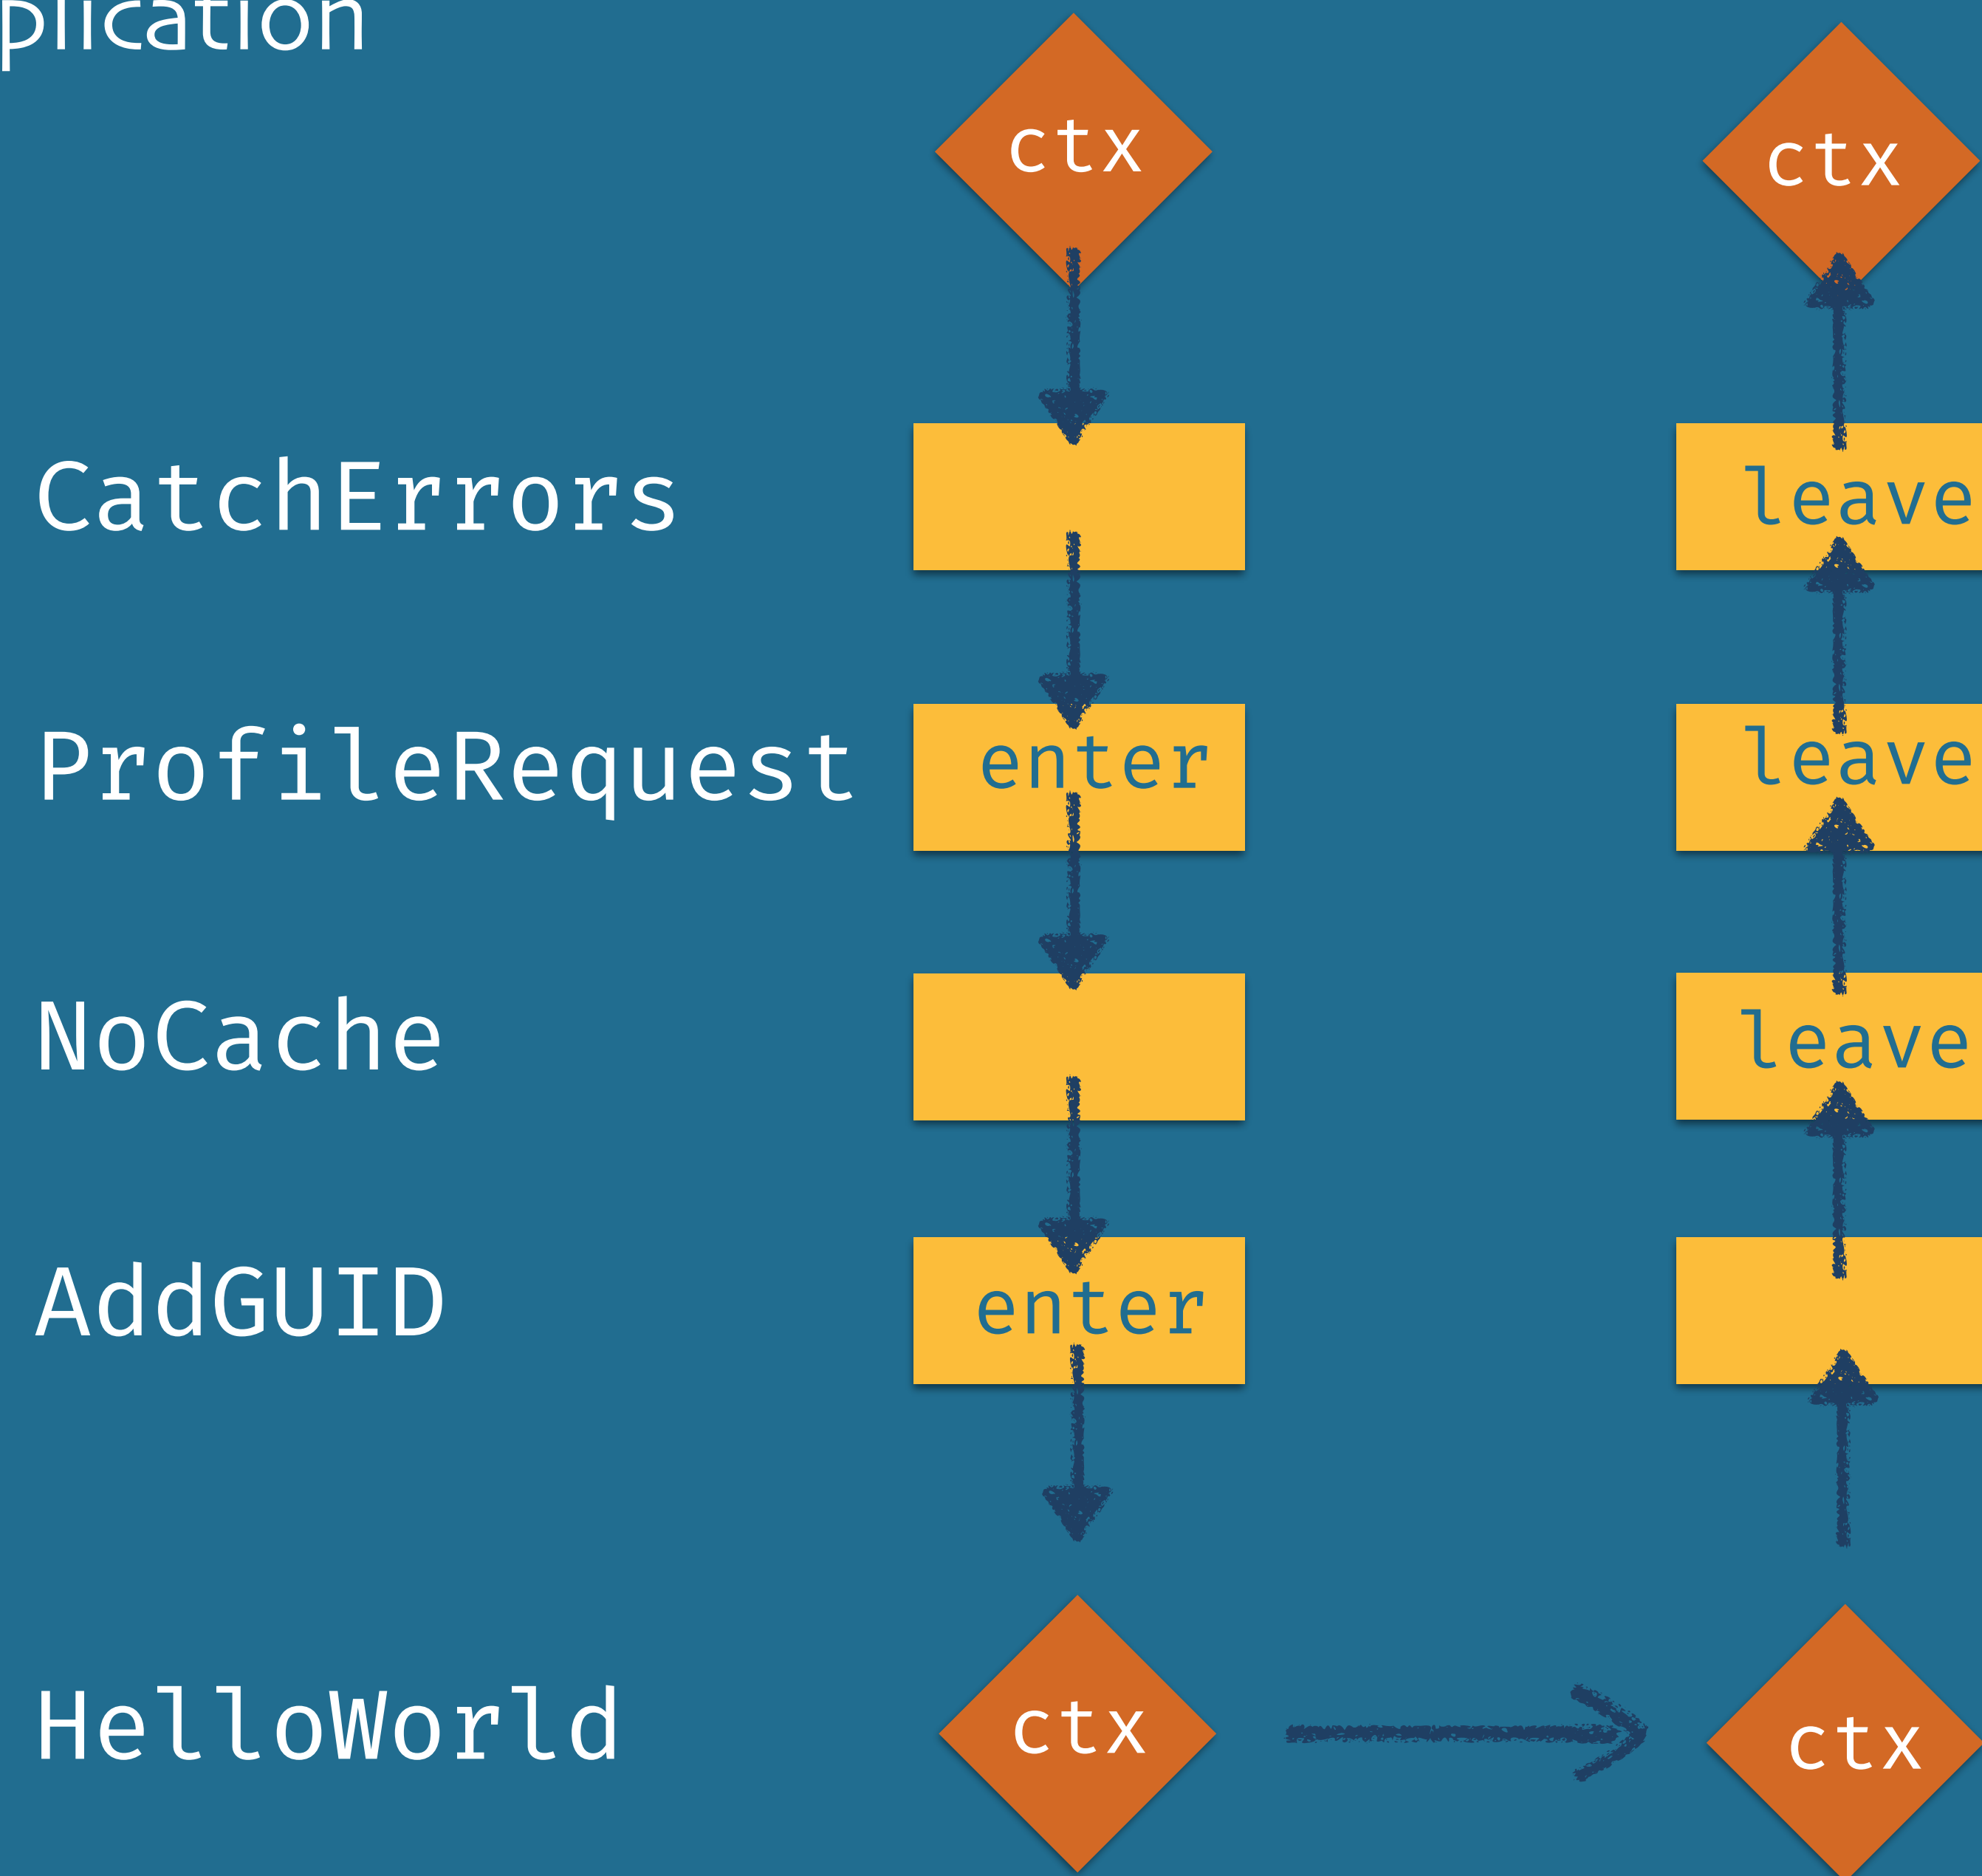 plication
ctx ctx
CatchErrors leave
ProfileRequest enter leave
NoCache leave
AddGUID enter
HelloWorld ctx ctx